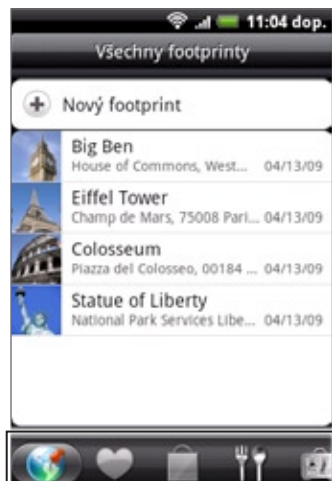 11:04 dop.
Všechny footprinty
Nový footprint
Big Ben
House of Commons, West... 04/13/09
Eiffel Tower
Champ de Mars, 75008 Pari... 04/13/09
Colosseum
Piazza del Colosseo, 00184 ... 04/13/09
Statue of Liberty
National Park Services Libe... 04/13/09